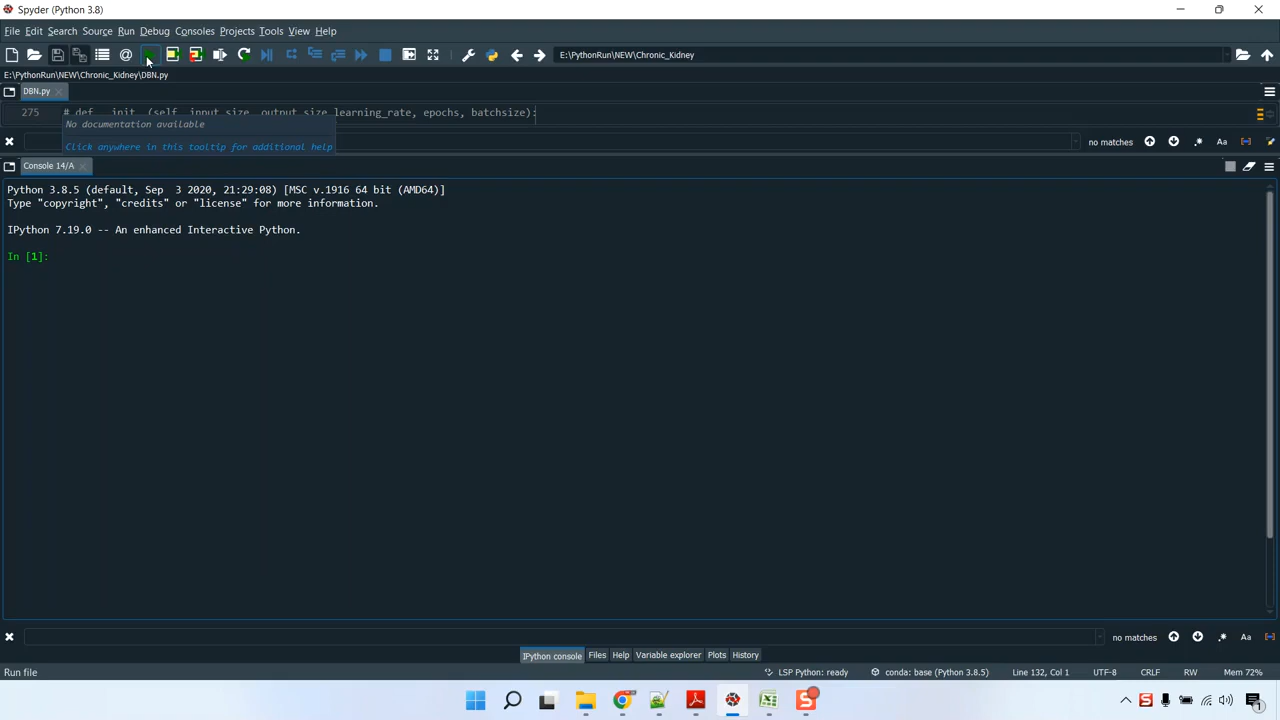 Spyder (Python 3.8)
File Edit Search Source Run Debug Consoles Projects Tools View Help
E:\PythonRun\NEW\Chronic_Kidney
E:\PythonRun\NEW\Chronic_Kidney\DBN.py
DBN.py
275 # def __init__(self, input_size, output_size, learning_rate, epochs, batchsize):
No documentation available
Click anywhere in this tooltip for additional help
no matches
Aa
Console 14/A
Python 3.8.5 (default, Sep  3 2020, 21:29:08) [MSC v.1916 64 bit (AMD64)]
Type "copyright", "credits" or "license" for more information.
IPython 7.19.0 -- An enhanced Interactive Python.
In [1]:
no matches
Aa
IPython console Files Help Variable explorer Plots History
Run file LSP Python: ready conda: base (Python 3.8.5) Line 132, Col 1 UTF-8 CRLF RW Mem 72%